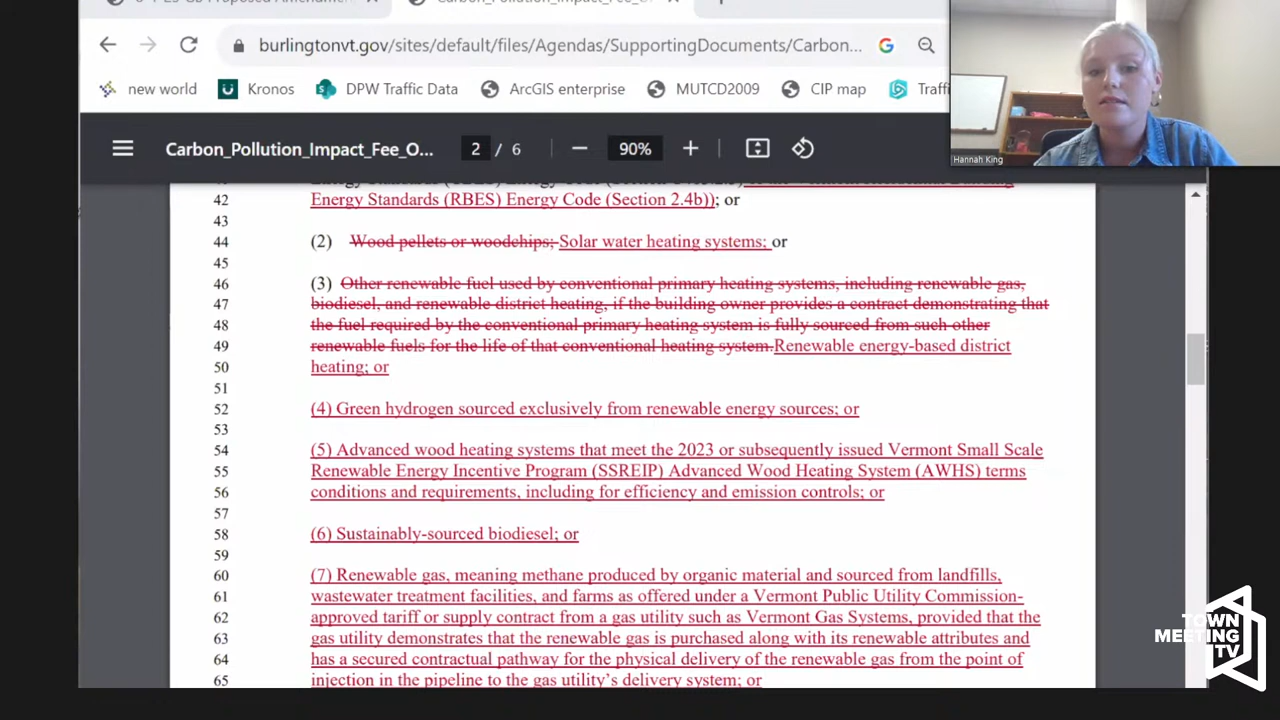 Carbon_Pollution_Impact_Fee_O...
burlingtonvt.gov/sites/default/files/Agendas/SupportingDocuments/Carbon...
new world
Kronos
DPW Traffic Data
ArcGIS enterprise
MUTCD2009
CIP map
Traffi
Hannah King
Carbon_Pollution_Impact_Fee_O... 2 / 6 90%
42 Energy Standards (RBES) Energy Code (Section 2.4b)); or
43
44 (2) Wood pellets or woodchips; Solar water heating systems; or
45
46 (3) Other renewable fuel used by conventional primary heating systems, including renewable gas,
47 biodiesel, and renewable district heating, if the building owner provides a contract demonstrating that
48 the fuel required by the conventional primary heating system is fully sourced from such other
49 renewable fuels for the life of that conventional heating system.Renewable energy-based district
50 heating; or
51
52 (4) Green hydrogen sourced exclusively from renewable energy sources; or
53
54 (5) Advanced wood heating systems that meet the 2023 or subsequently issued Vermont Small Scale
55 Renewable Energy Incentive Program (SSREIP) Advanced Wood Heating System (AWHS) terms
56 conditions and requirements, including for efficiency and emission controls; or
57
58 (6) Sustainably-sourced biodiesel; or
59
60 (7) Renewable gas, meaning methane produced by organic material and sourced from landfills,
61 wastewater treatment facilities, and farms as offered under a Vermont Public Utility Commission-
62 approved tariff or supply contract from a gas utility such as Vermont Gas Systems, provided that the
63 gas utility demonstrates that the renewable gas is purchased along with its renewable attributes and
64 has a secured contractual pathway for the physical delivery of the renewable gas from the point of
65 injection in the pipeline to the gas utility's delivery system; or
TOWN
MEETING
TV